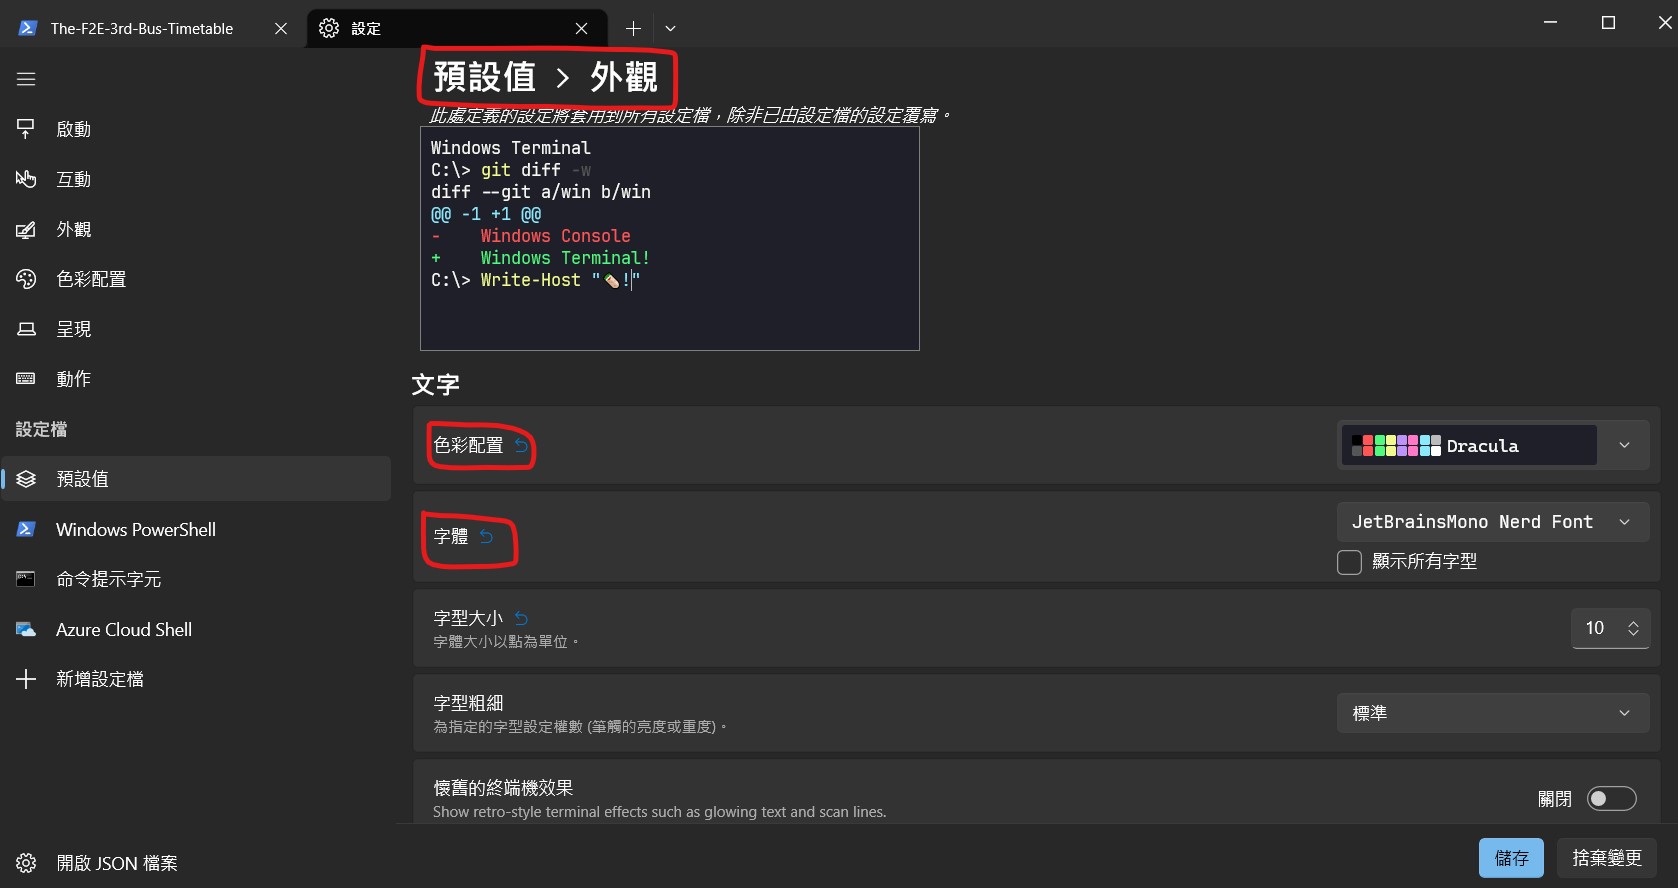 The-F2E-3rd-Bus-Timetable
設定
預設值 > 外觀
此處定義的設定將套用到所有設定檔，除非已由設定檔的設定覆寫。
Windows Terminal
C:\> git diff -w
diff --git a/win b/win
@@ -1 +1 @@
- Windows Console
+ Windows Terminal!
C:\> Write-Host "!"
啟動
互動
外觀
色彩配置
呈現
動作
設定檔
預設值
Windows PowerShell
命令提示字元
Azure Cloud Shell
新增設定檔
開啟 JSON 檔案
文字
色彩配置
Dracula
字體
JetBrainsMono Nerd Font
顯示所有字型
字型大小
字體大小以點為單位。
10
字型粗細
為指定的字型設定權數 (筆觸的亮度或重度)。
標準
懷舊的終端機效果
Show retro-style terminal effects such as glowing text and scan lines.
關閉
儲存
捨棄變更